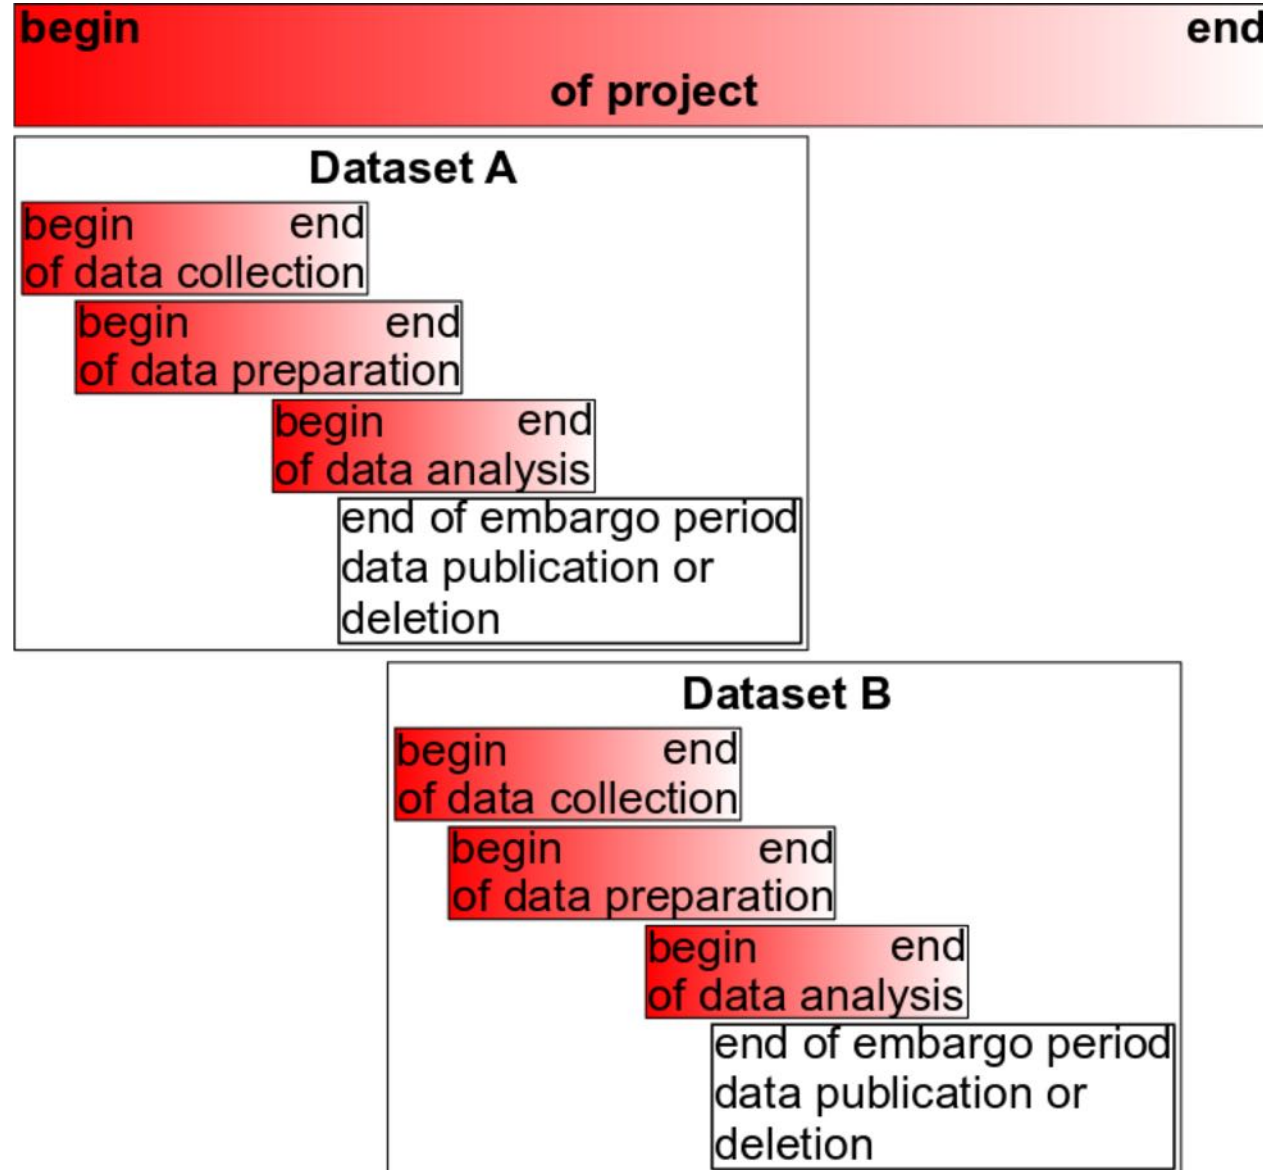 begin end
of project
Dataset A
begin end
of data collection
begin end
of data preparation
begin end
of data analysis
end of embargo period
data publication or
deletion
Dataset B
begin end
of data collection
begin end
of data preparation
begin end
of data analysis
end of embargo period
data publication or
deletion